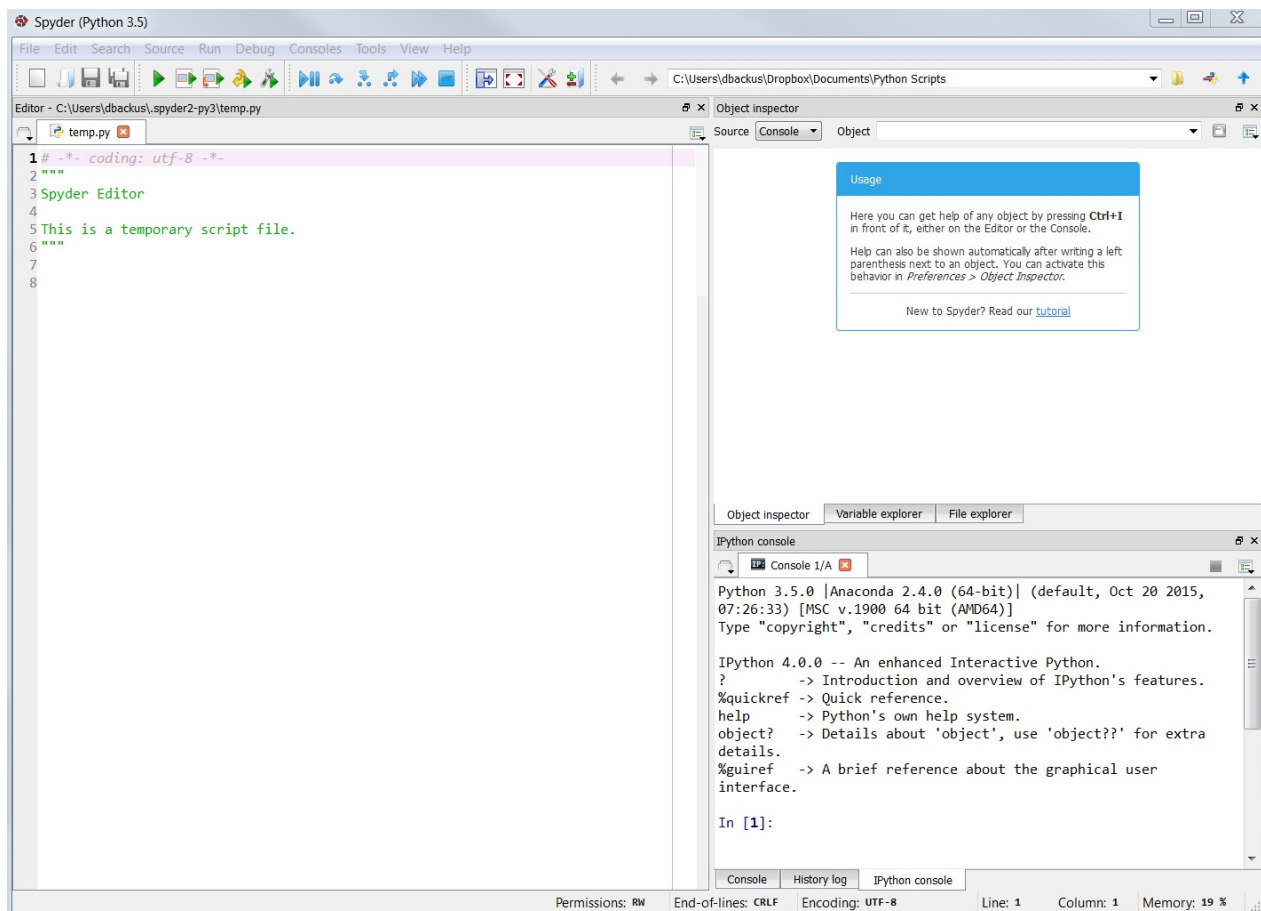 Spyder (Python 3.5)
File Edit Search Source Run Debug Consoles Tools View Help
C:\Users\dbackus\Dropbox\Documents\Python Scripts
Editor - C:\Users\dbackus\.spyder2-py3\temp.py
temp.py
1 # -*- coding: utf-8 -*-
2 """
3 Spyder Editor
4
5 This is a temporary script file.
6 """
7
8
Object inspector
Source Console Object
Usage
Here you can get help of any object by pressing Ctrl+I
in front of it, either on the Editor or the Console.
Help can also be shown automatically after writing a left
parenthesis next to an object. You can activate this
behavior in Preferences > Object Inspector.
New to Spyder? Read our tutorial
Object inspector Variable explorer File explorer
IPython console
IP: Console 1/A
Python 3.5.0 |Anaconda 2.4.0 (64-bit)| (default, Oct 20 2015,
07:26:33) [MSC v.1900 64 bit (AMD64)]
Type "copyright", "credits" or "license" for more information.

IPython 4.0.0 -- An enhanced Interactive Python.
?         -> Introduction and overview of IPython's features.
%quickref -> Quick reference.
help      -> Python's own help system.
object?   -> Details about 'object', use 'object??' for extra
details.
%guiref   -> A brief reference about the graphical user
interface.

In [1]:
Console History log IPython console
Permissions: RW End-of-lines: CRLF Encoding: UTF-8 Line: 1 Column: 1 Memory: 19 %